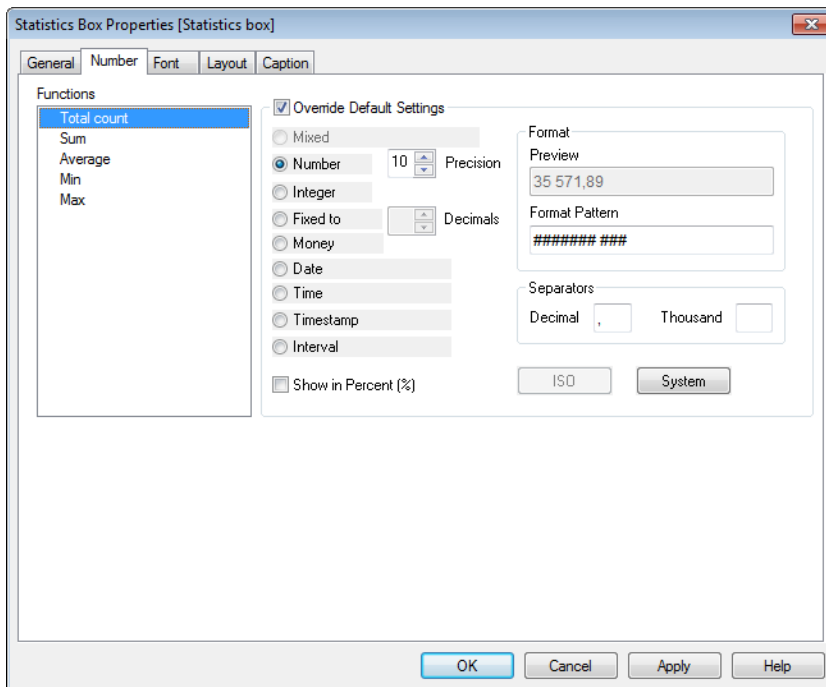 Statistics Box Properties [Statistics box]
General Number Font Layout Caption
Functions
Total count
Sum
Average
Min
Max
Override Default Settings
Mixed
Number 10 Precision
Integer
Fixed to Decimals
Money
Date
Time
Timestamp
Interval
Show in Percent (%)
Format
Preview
35 571,89
Format Pattern
####### ###
Separators
Decimal , Thousand
ISO System
OK Cancel Apply Help